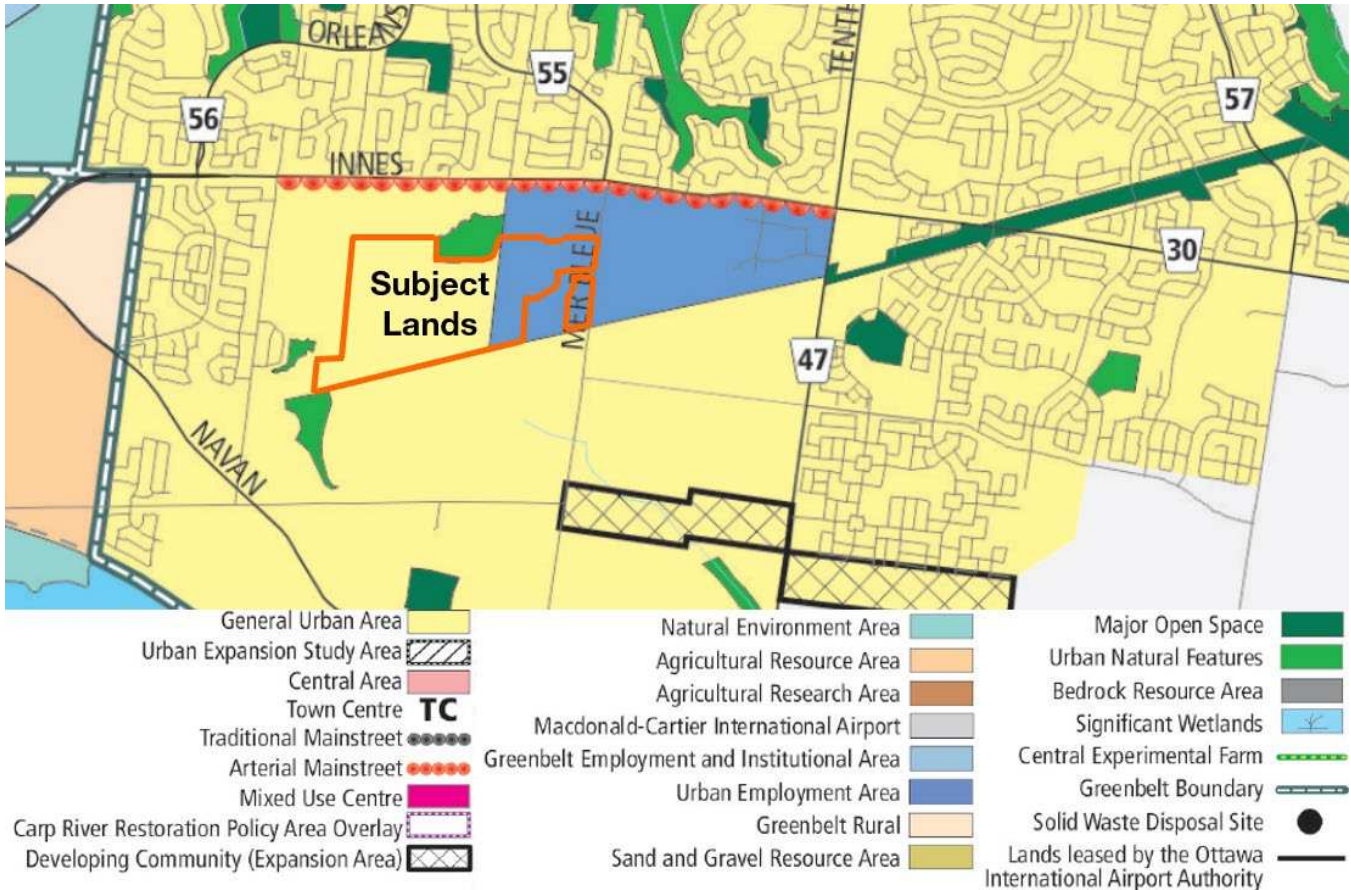 ORLEANS
55
TENTH
57
56
INNES
MER BLEUE
30
Subject
Lands
47
NAVAN
General Urban Area
Urban Expansion Study Area
Central Area
Town Centre TC
Traditional Mainstreet
Arterial Mainstreet
Mixed Use Centre
Carp River Restoration Policy Area Overlay
Developing Community (Expansion Area)
Natural Environment Area
Agricultural Resource Area
Agricultural Research Area
Macdonald-Cartier International Airport
Greenbelt Employment and Institutional Area
Urban Employment Area
Greenbelt Rural
Sand and Gravel Resource Area
Major Open Space
Urban Natural Features
Bedrock Resource Area
Significant Wetlands
Central Experimental Farm
Greenbelt Boundary
Solid Waste Disposal Site
Lands leased by the Ottawa
International Airport Authority